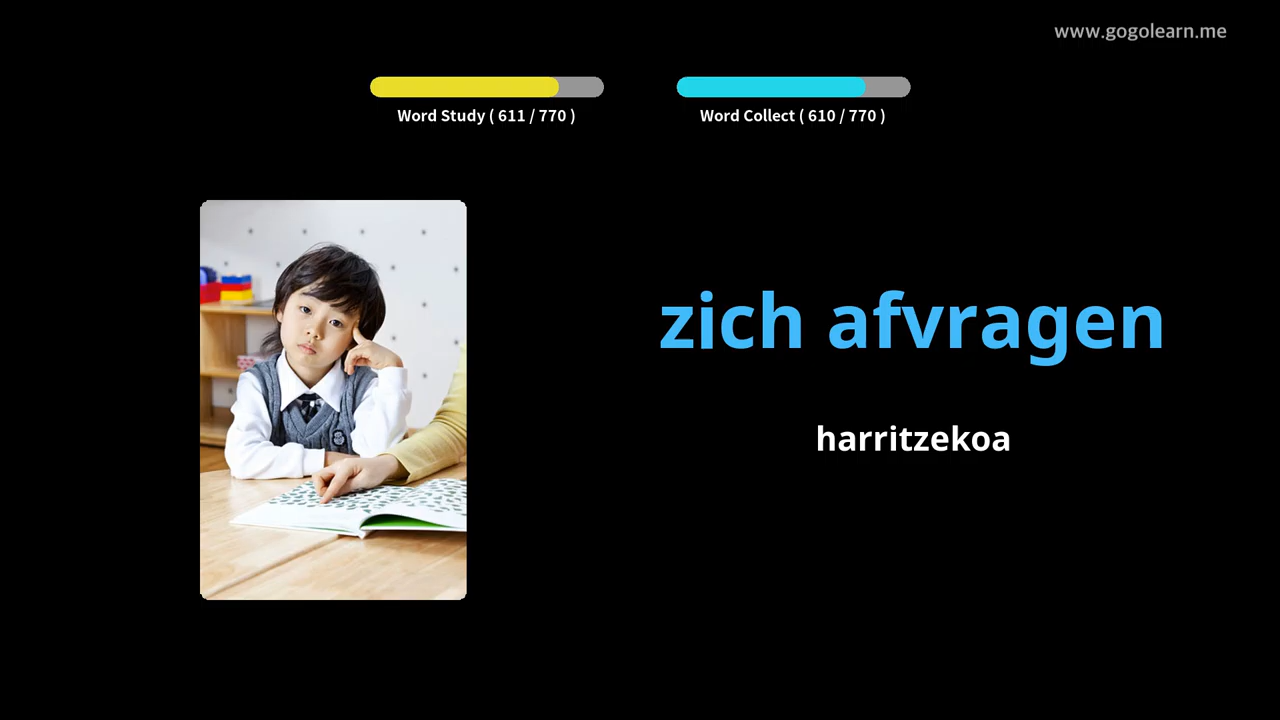 www.gogolearn.me
Word Study ( 611 / 770 )
Word Collect ( 610 / 770 )
zich afvragen
harritzekoa